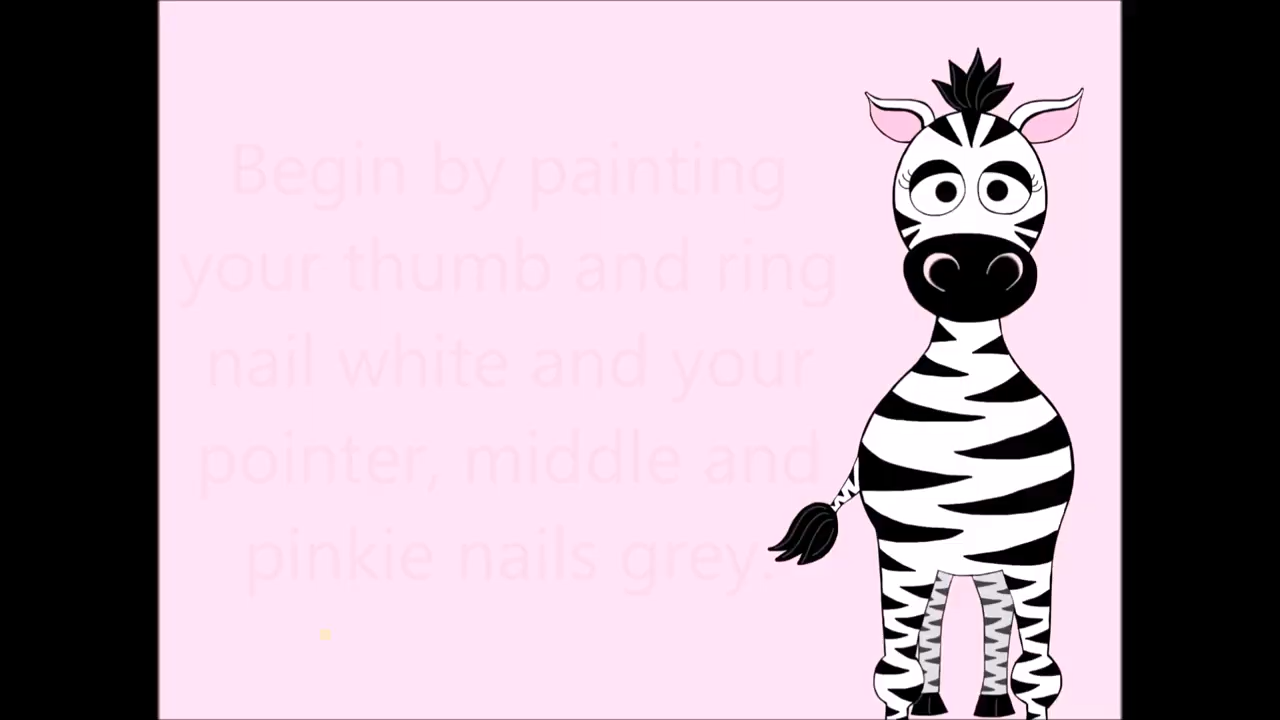 Begin by painting
your thumb and ring
nail white and your
pointer, middle and
pinkie nails grey.